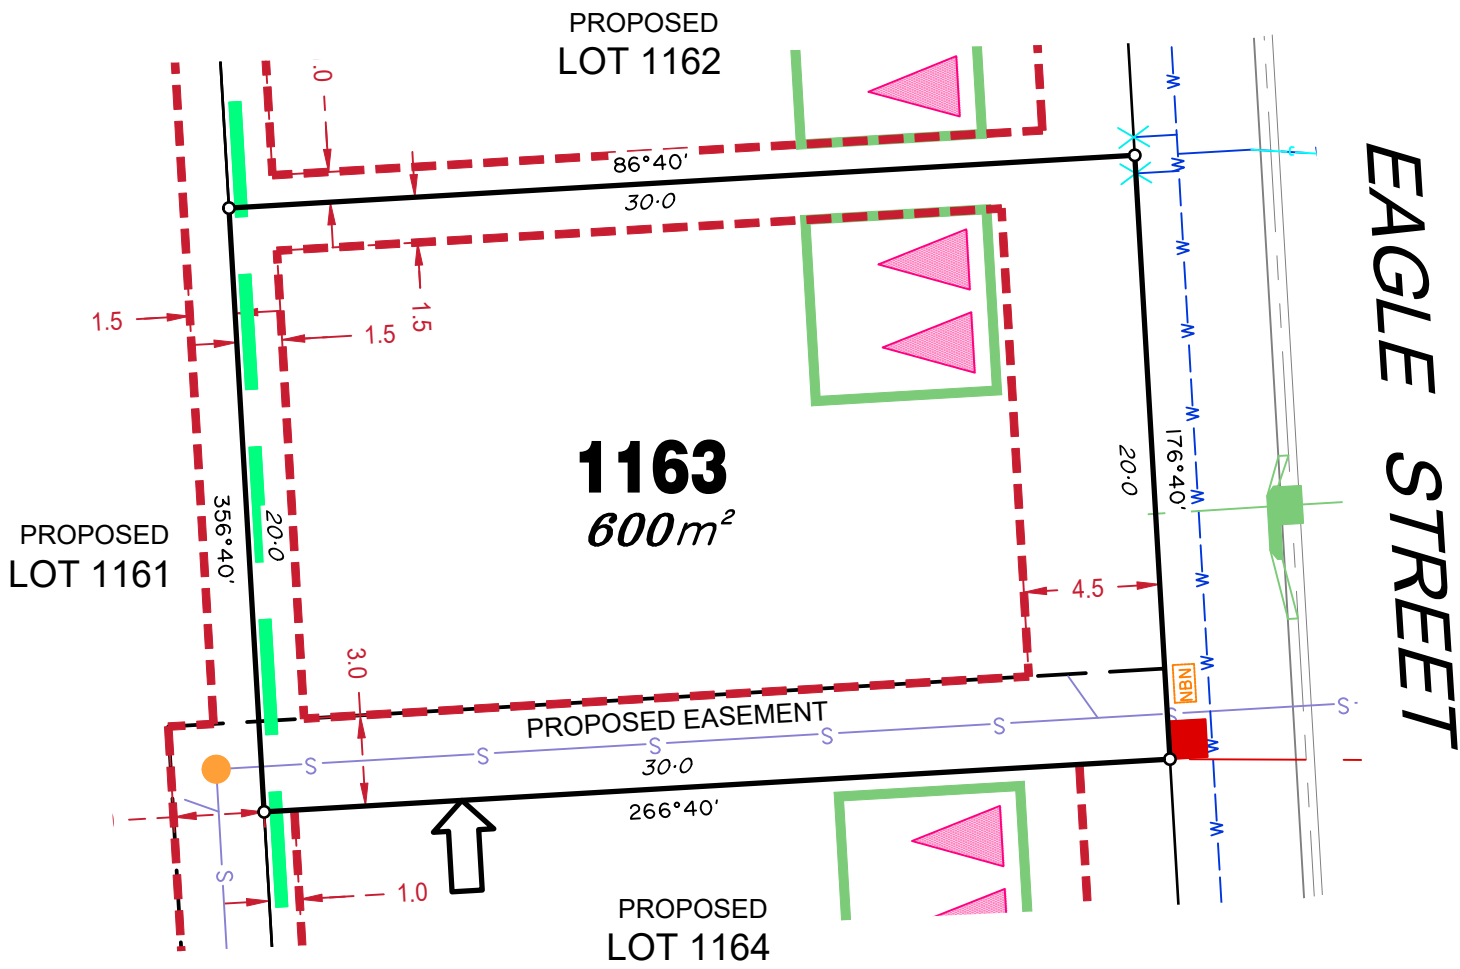 PROPOSED
LOT 1162
.0
86°40'
30·0
1.5
1.5
1.5
EAGLE STREET
1163
600m²
20·0
176°40'
356°40'
20·0
PROPOSED
LOT 1161
4.5
3.0
NBN
PROPOSED EASEMENT
S
S
S
S
S
S
S
30·0
266°40'
1.0
PROPOSED
LOT 1164
W
W
W
W
W
W
W
W
W
W